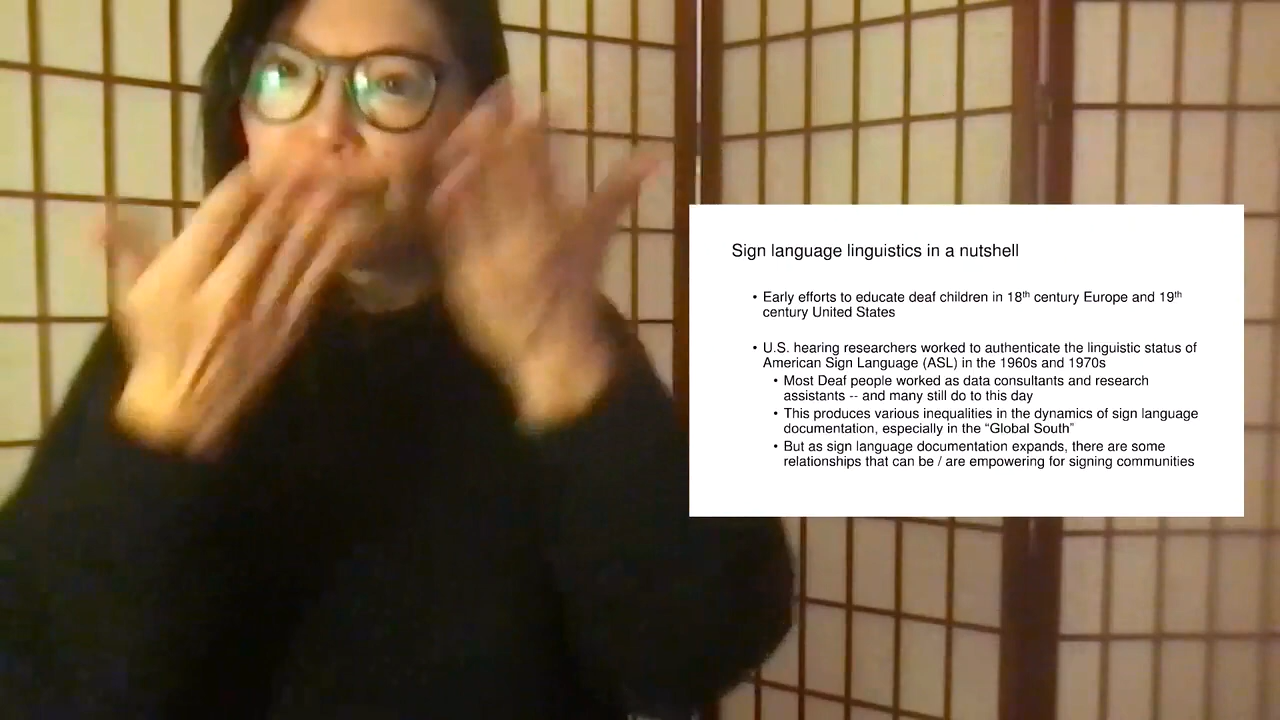 Sign language linguistics in a nutshell
• Early efforts to educate deaf children in 18th century Europe and 19th
century United States
• U.S. hearing researchers worked to authenticate the linguistic status of
American Sign Language (ASL) in the 1960s and 1970s
• Most Deaf people worked as data consultants and research
assistants -- and many still do to this day
• This produces various inequalities in the dynamics of sign language
documentation, especially in the “Global South”
• But as sign language documentation expands, there are some
relationships that can be / are empowering for signing communities